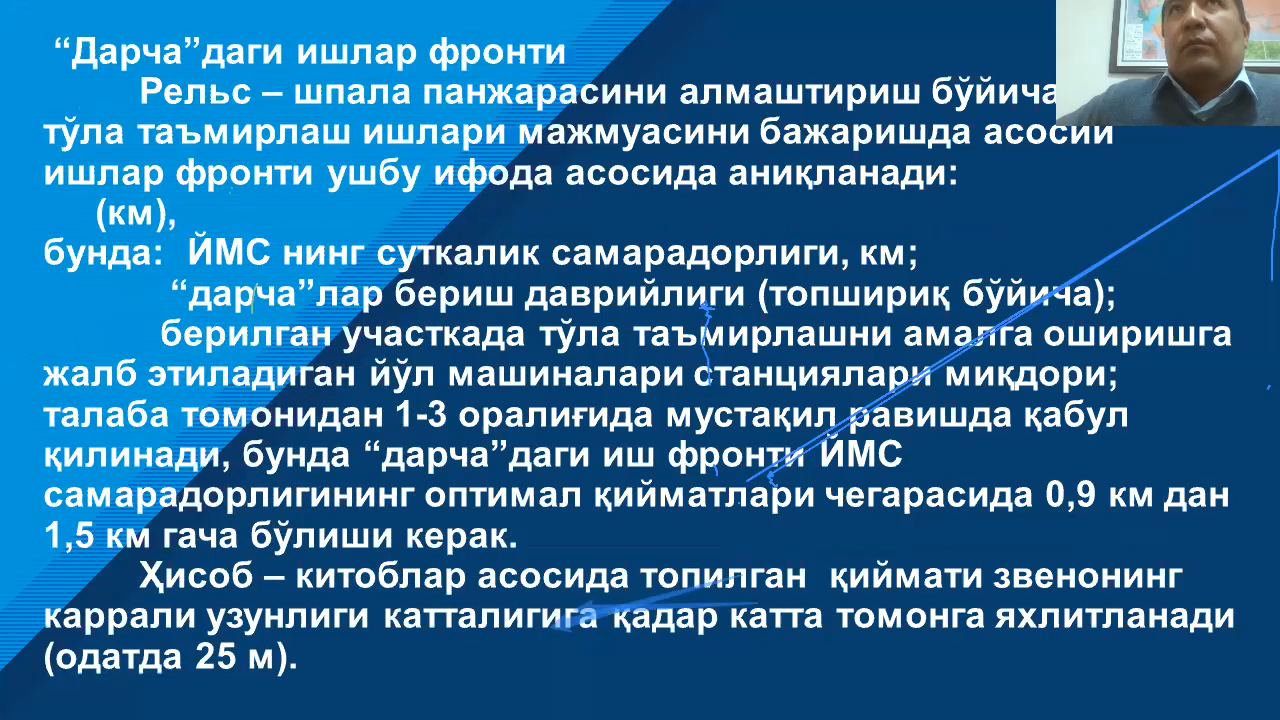 “Дарча”даги ишлар фронти
Рельс – шпала панжарасини алмаштириш бўйича
тўла таъмирлаш ишлари мажмуасини бажаришда асосий
ишлар фронти ушбу ифода асосида аниқланади:
(км),
бунда: ЙМС нинг суткалик самарадорлиги, км;
“дарча”лар бериш даврийлиги (топшириқ бўйича);
берилган участкада тўла таъмирлашни амалга оширишга
жалб этиладиган йўл машиналари станциялари миқдори;
талаба томонидан 1-3 оралиғида мустақил равишда қабул
қилинади, бунда “дарча”даги иш фронти ЙМС
самарадорлигининг оптимал қийматлари чегарасида 0,9 км дан
1,5 км гача бўлиши керак.
Ҳисоб – китоблар асосида топилган қиймати звенонинг
каррали узунлиги катталигига қадар катта томонга яхлитланади
(одатда 25 м).